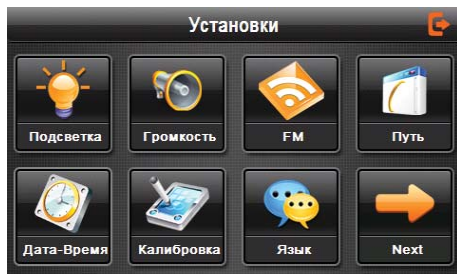 Установки
Подсветка
Громкость
FM
Путь
Дата-Время
Калибровка
Язык
Next